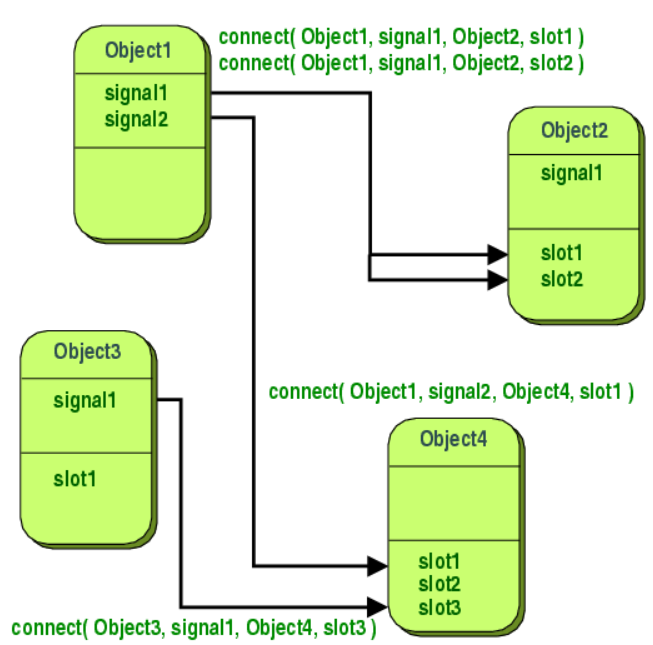 Object1
signal1
signal2
connect( Object1, signal1, Object2, slot1 )
connect( Object1, signal1, Object2, slot2 )
Object2
signal1
slot1
slot2
Object3
signal1
slot1
connect( Object1, signal2, Object4, slot1 )
Object4
slot1
slot2
slot3
connect( Object3, signal1, Object4, slot3 )